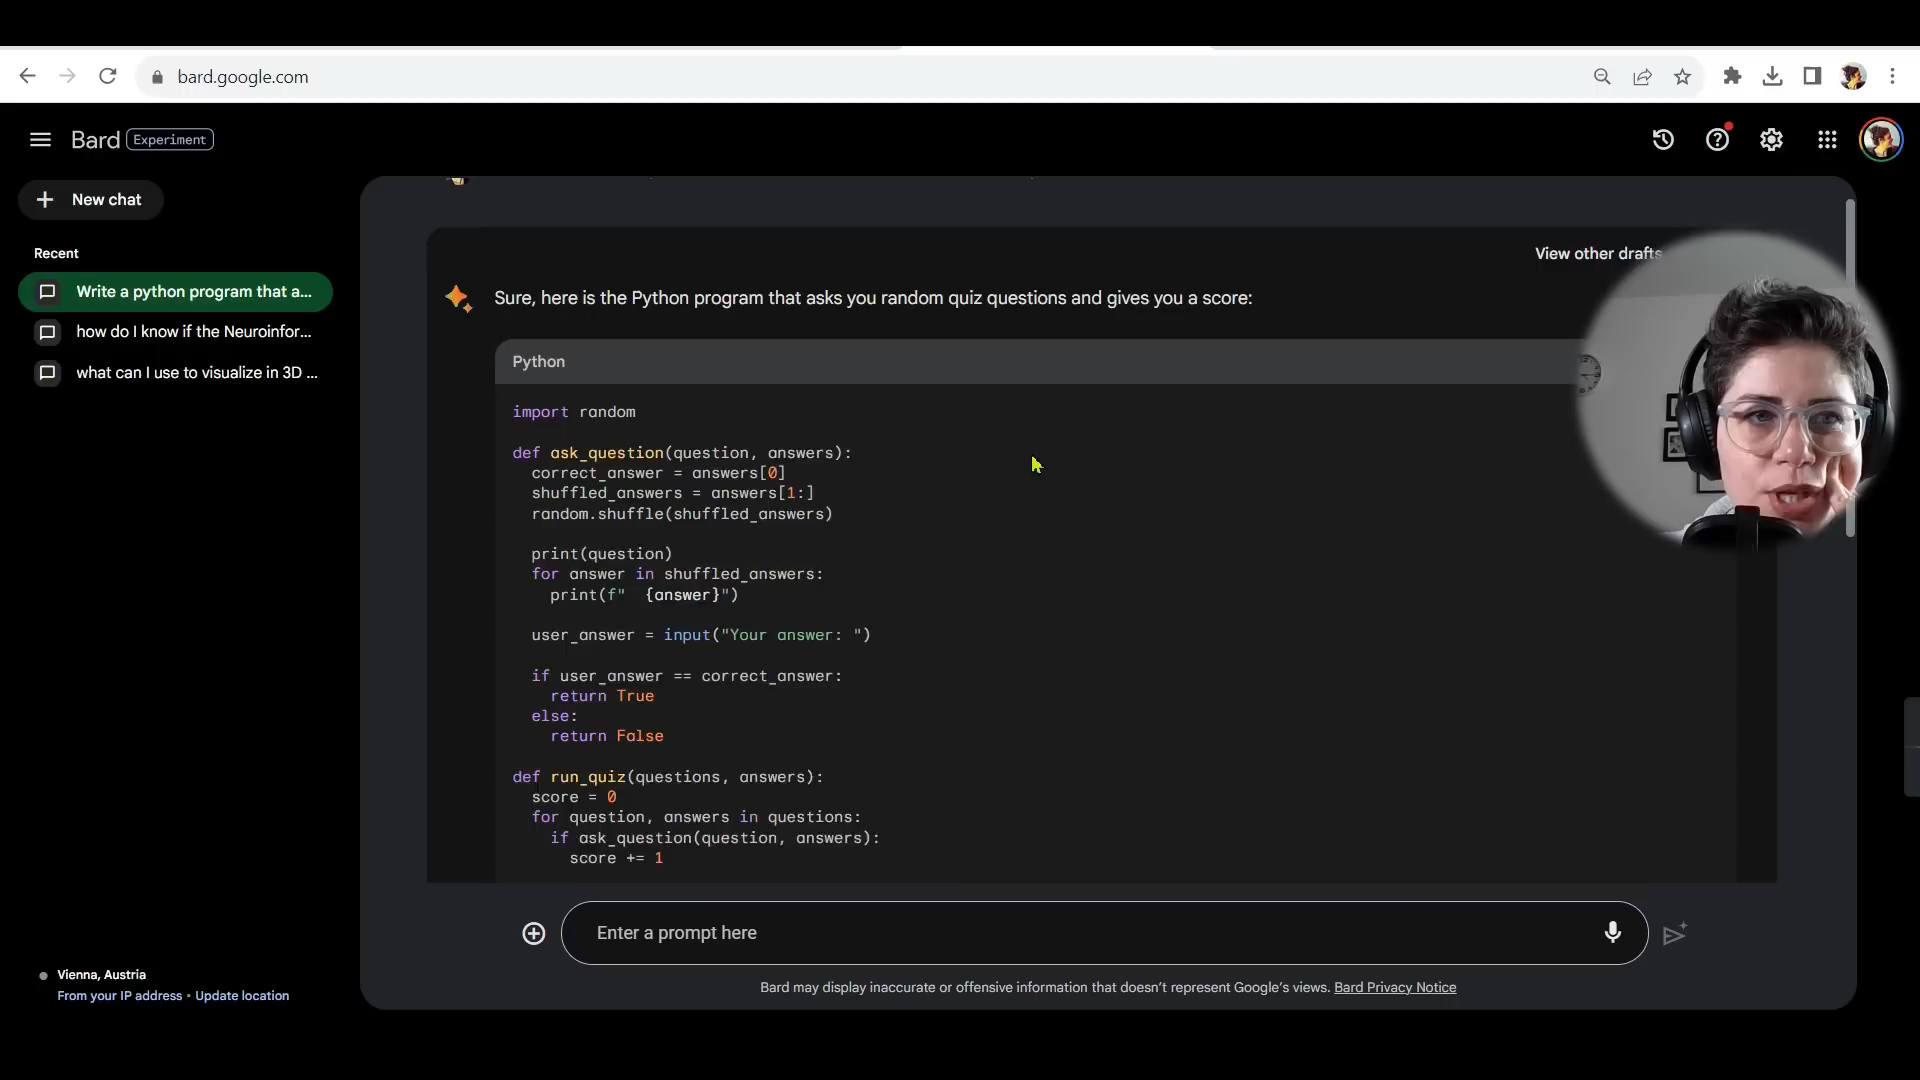 bard.google.com
Bard Experiment
New chat
Recent
Write a python program that a...
how do I know if the Neuroinfor...
what can I use to visualize in 3D ...
View other drafts
Sure, here is the Python program that asks you random quiz questions and gives you a score:
Python
import random
def ask_question(question, answers):
correct_answer = answers[0]
shuffled_answers = answers[1:]
random.shuffle(shuffled_answers)
print(question)
for answer in shuffled_answers:
print(f"  {answer}")
user_answer = input("Your answer: ")
if user_answer == correct_answer:
return True
else:
return False
def run_quiz(questions, answers):
score = 0
for question, answers in questions:
if ask_question(question, answers):
score += 1
Enter a prompt here
Vienna, Austria
From your IP address • Update location
Bard may display inaccurate or offensive information that doesn't represent Google's views. Bard Privacy Notice